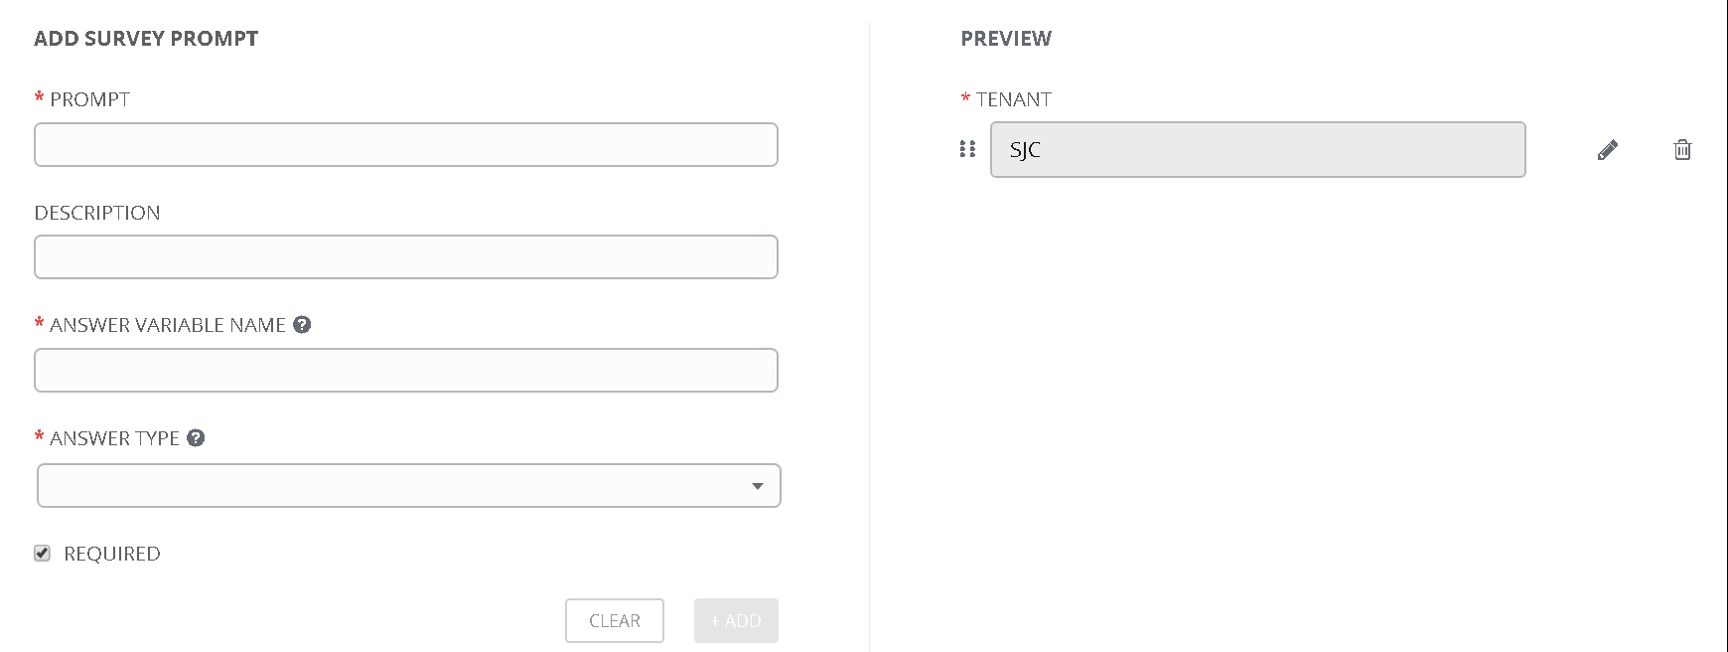 ADD SURVEY PROMPT
* PROMPT
DESCRIPTION
* ANSWER VARIABLE NAME ?
* ANSWER TYPE ?
REQUIRED
CLEAR
+ ADD
PREVIEW
* TENANT
SJC